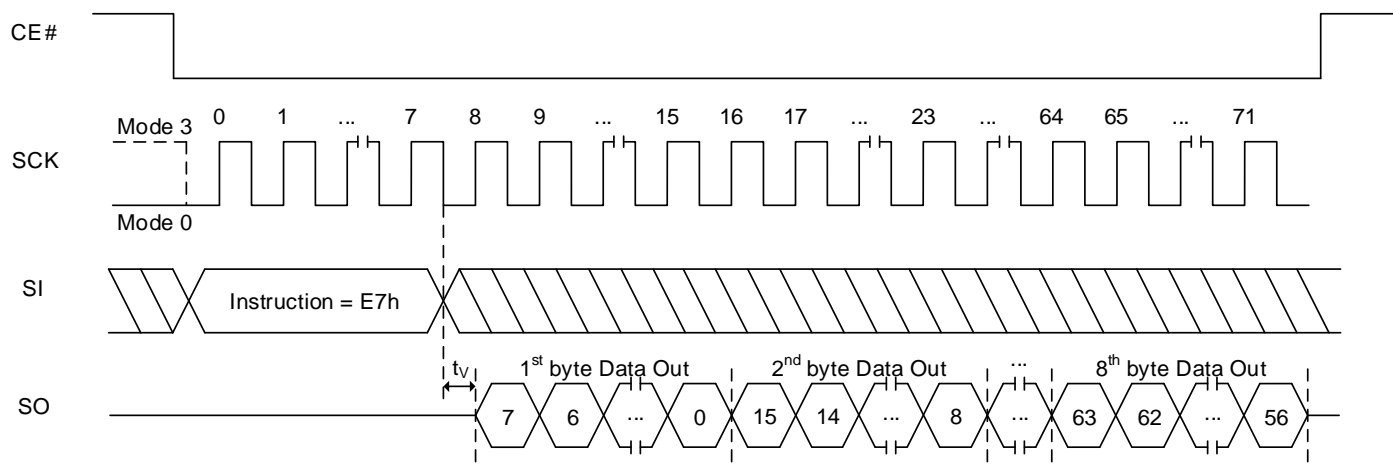 CE#
0 1 ... 7 8 9 ... 15 16 17 ... 23 ... 64 65 ... 71
Mode 3
SCK
Mode 0
SI
Instruction = E7h
tV 1st byte Data Out 2nd byte Data Out ... 8th byte Data Out
SO
7 6 ... 0 15 14 ... 8 ... 63 62 ... 56